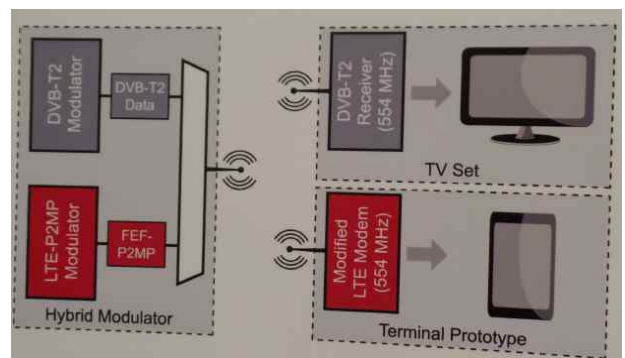 DVB-T2
Modulator
DVB-T2
Data
LTE-P2MP
Modulator
FEF-
P2MP
Hybrid Modulator
DVB-T2
Receiver
(554 MHz)
TV Set
Modified
LTE Modem
(554 MHz)
Terminal Prototype